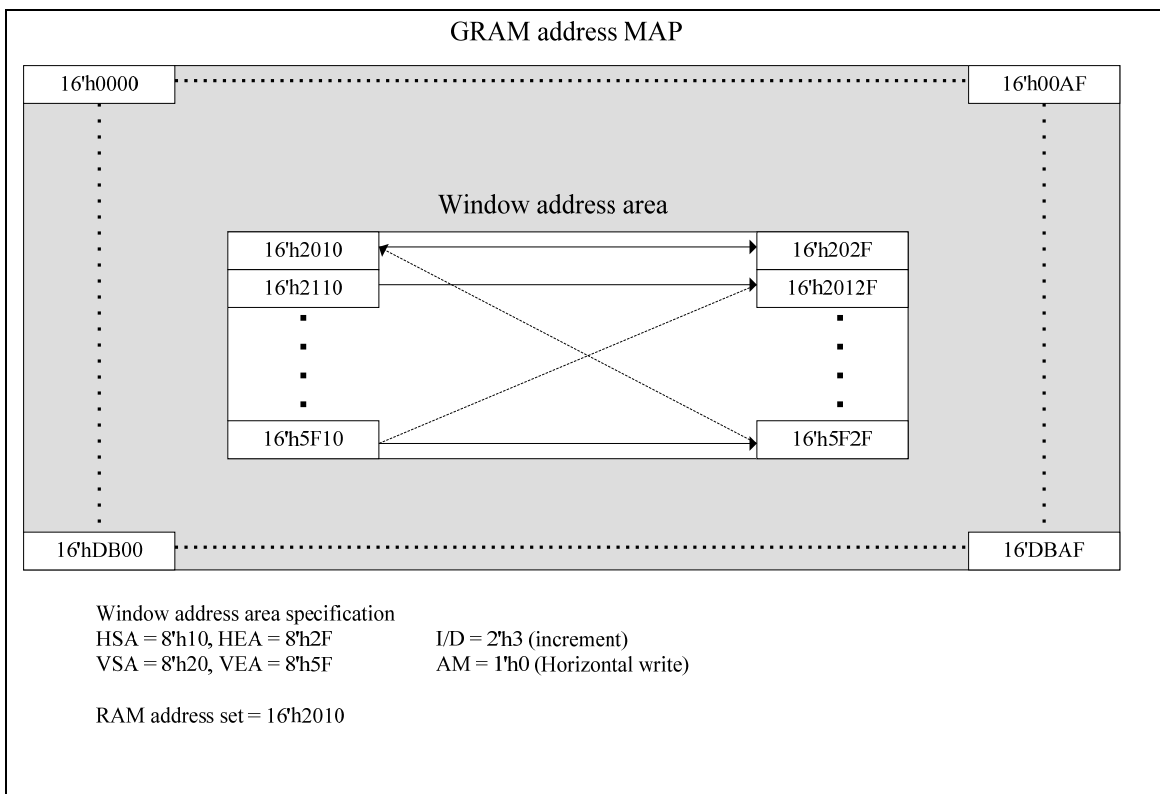 GRAM address MAP
16'h0000 16'h00AF
Window address area
16'h2010 16'h202F
16'h2110 16'h2012F
16'h5F10 16'h5F2F
16'hDB00 16'DBAF
Window address area specification
HSA = 8'h10, HEA = 8'h2F I/D = 2'h3 (increment)
VSA = 8'h20, VEA = 8'h5F AM = 1'h0 (Horizontal write)
RAM address set = 16'h2010